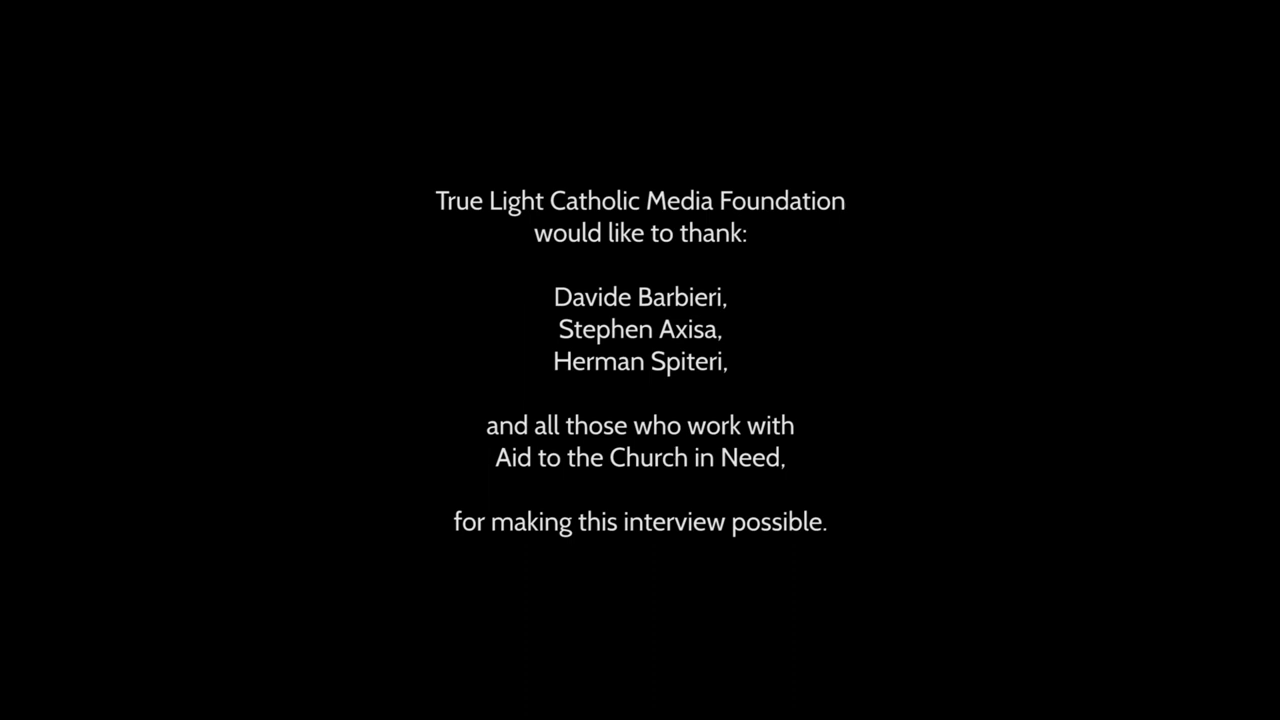 True Light Catholic Media Foundation
would like to thank:
Davide Barbieri,
Stephen Axisa,
Herman Spiteri,
and all those who work with
Aid to the Church in Need,
for making this interview possible.